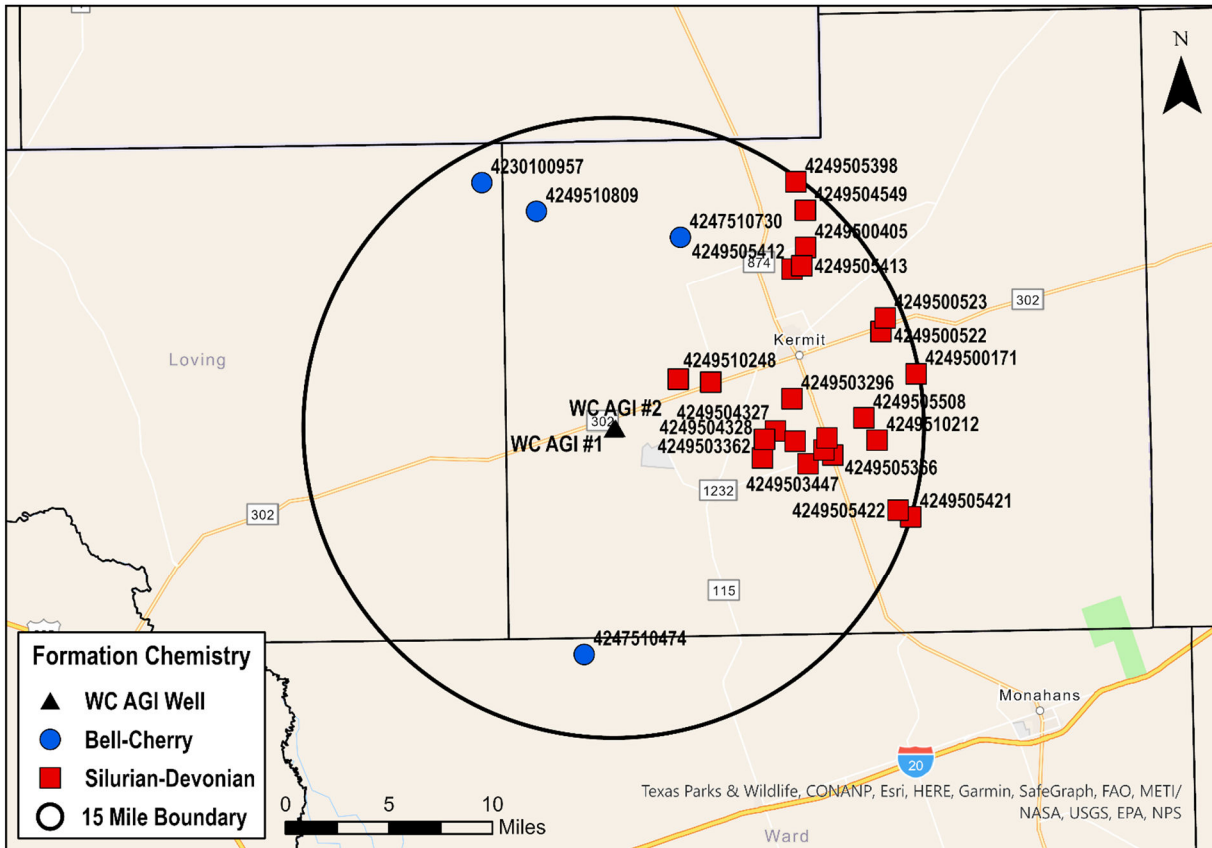 N
4230100957
4249510809
4247510730
4249505398
4249504549
4249500405
4249505412
4249505413
874
4249500523
302
4249500522
Kermit
4249500171
Loving
4249510248
4249503296
WC AGI #2
4249504327
4249505508
302
4249504328
4249510212
WC AGI #1
4249503362
4249505366
4249503447
1232
302
4249505422
4249505421
115
4247510474
Formation Chemistry
WC AGI Well
Bell-Cherry
Silurian-Devonian
15 Mile Boundary
0 5 10
Miles
Monahans
20
Ward
Texas Parks & Wildlife, CONANP, Esri, HERE, Garmin, SafeGraph, FAO, METI/
NASA, USGS, EPA, NPS